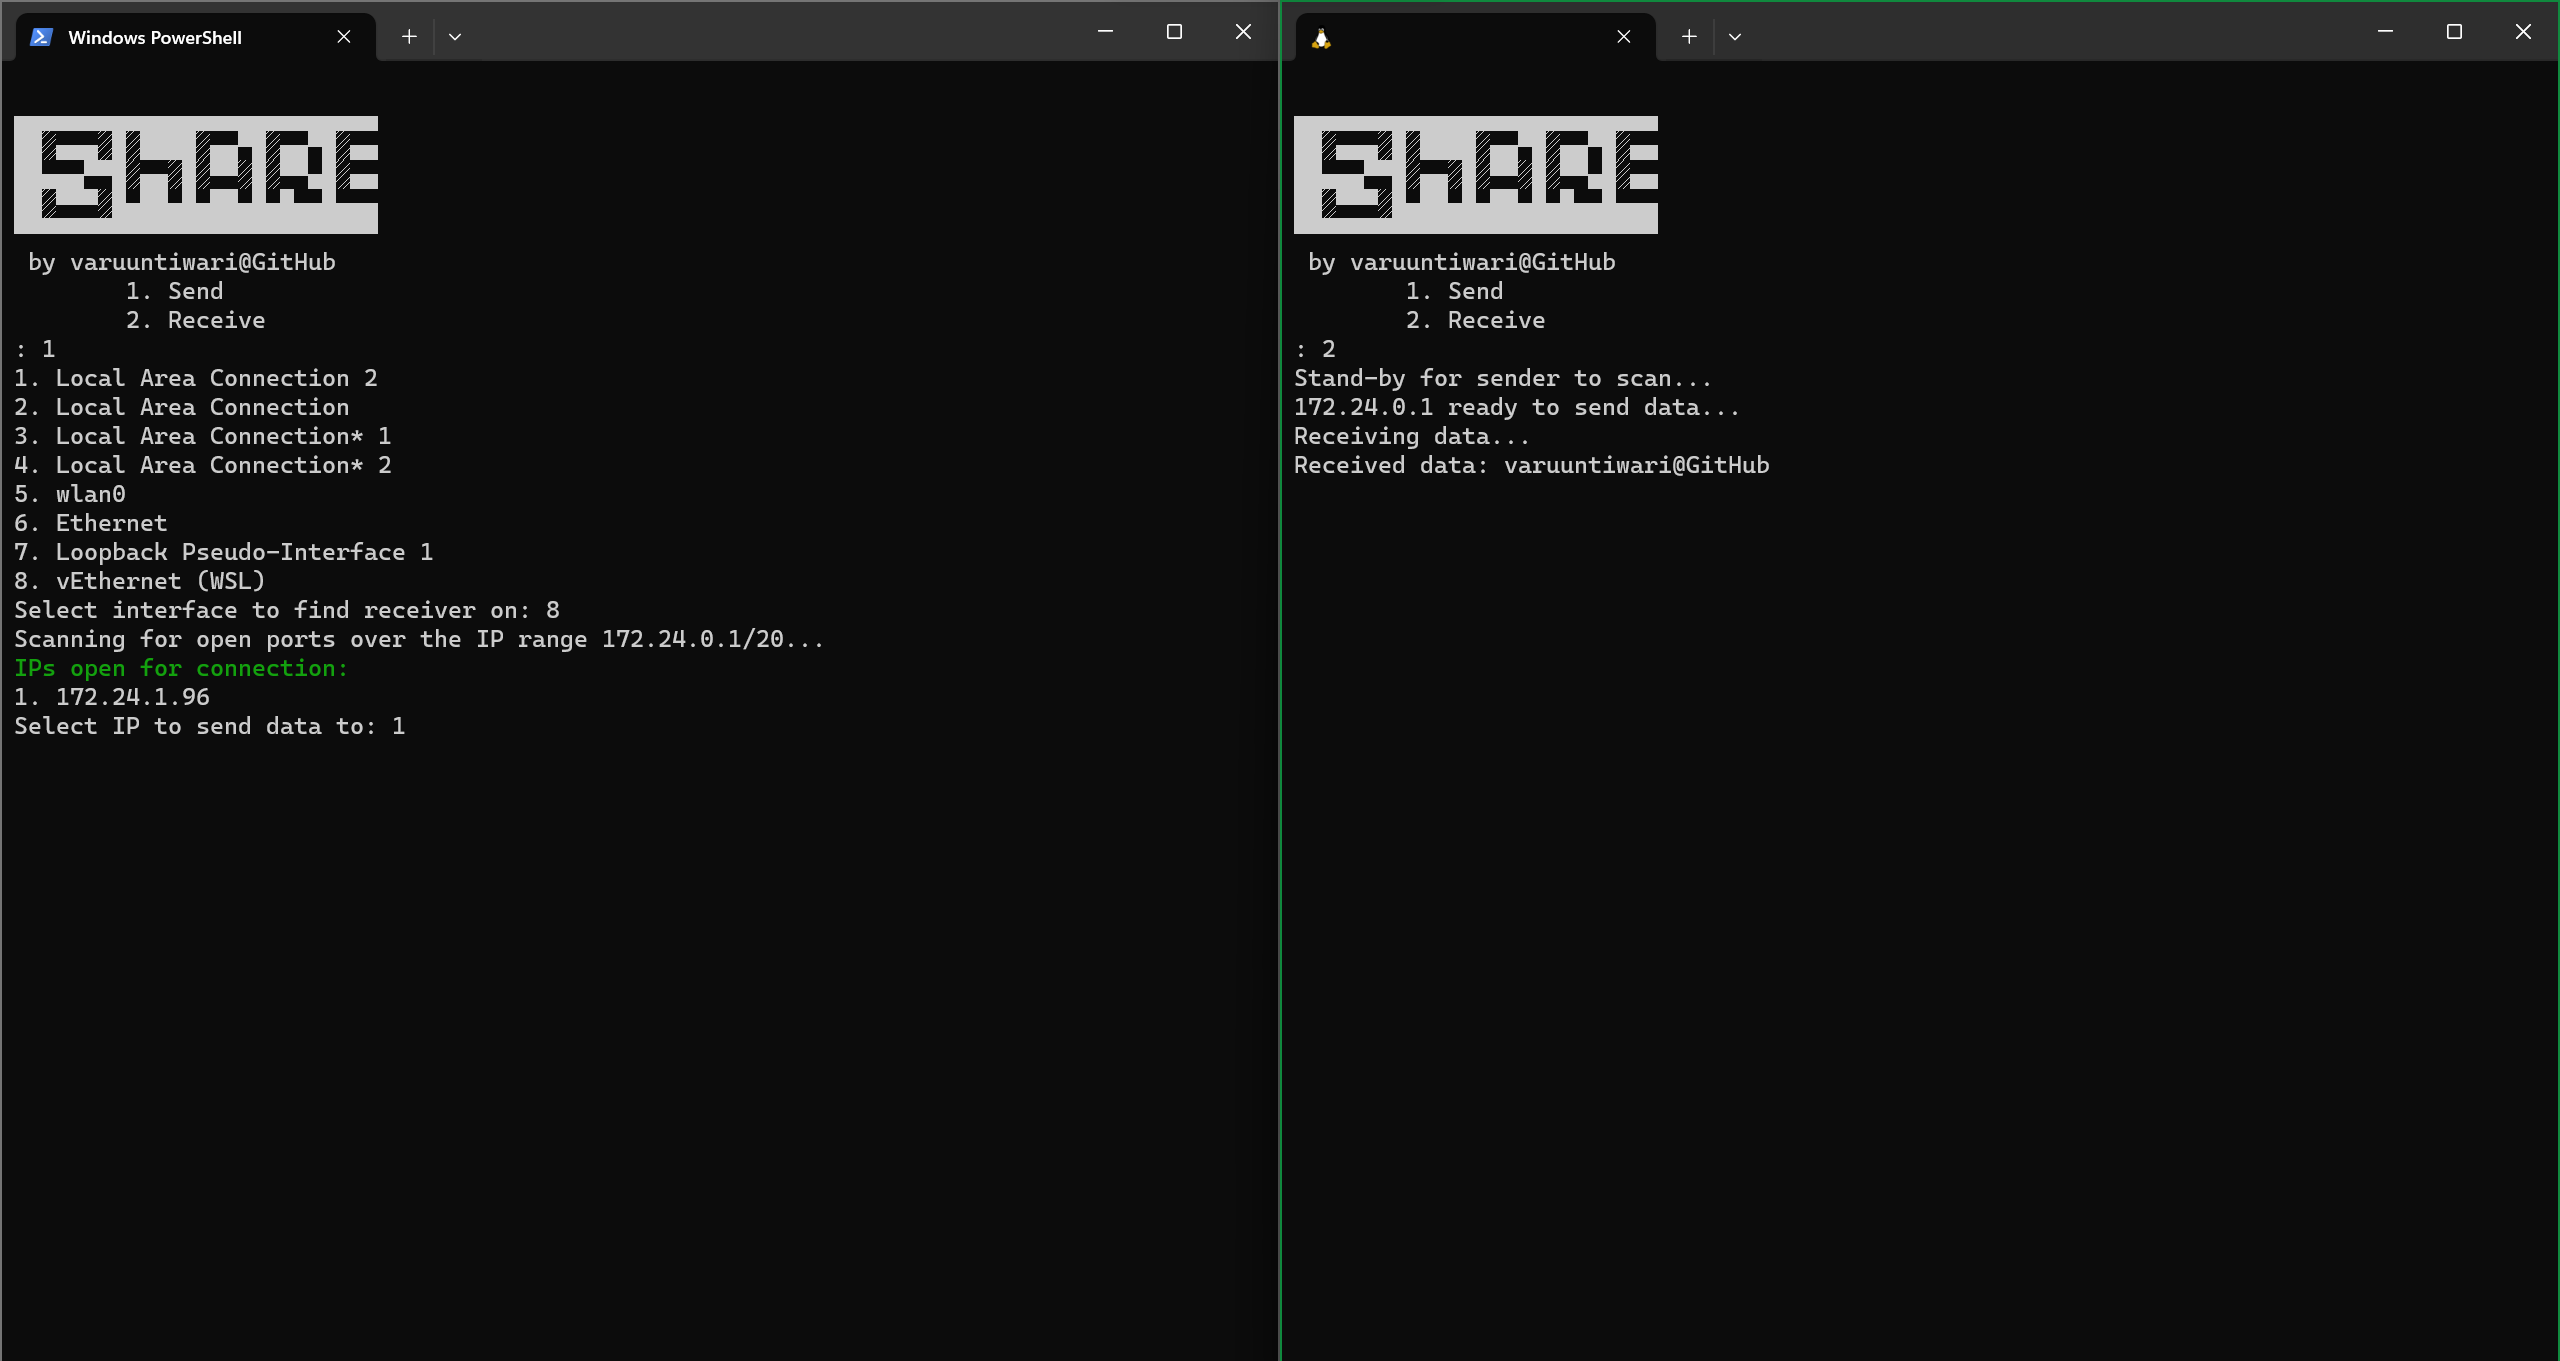 Windows PowerShell
ShARE
by varuuntiwari@GitHub
1. Send
2. Receive
: 1
1. Local Area Connection 2
2. Local Area Connection
3. Local Area Connection* 1
4. Local Area Connection* 2
5. wlan0
6. Ethernet
7. Loopback Pseudo-Interface 1
8. vEthernet (WSL)
Select interface to find receiver on: 8
Scanning for open ports over the IP range 172.24.0.1/20...
IPs open for connection:
1. 172.24.1.96
Select IP to send data to: 1
ShARE
by varuuntiwari@GitHub
1. Send
2. Receive
: 2
Stand-by for sender to scan...
172.24.0.1 ready to send data...
Receiving data...
Received data: varuuntiwari@GitHub